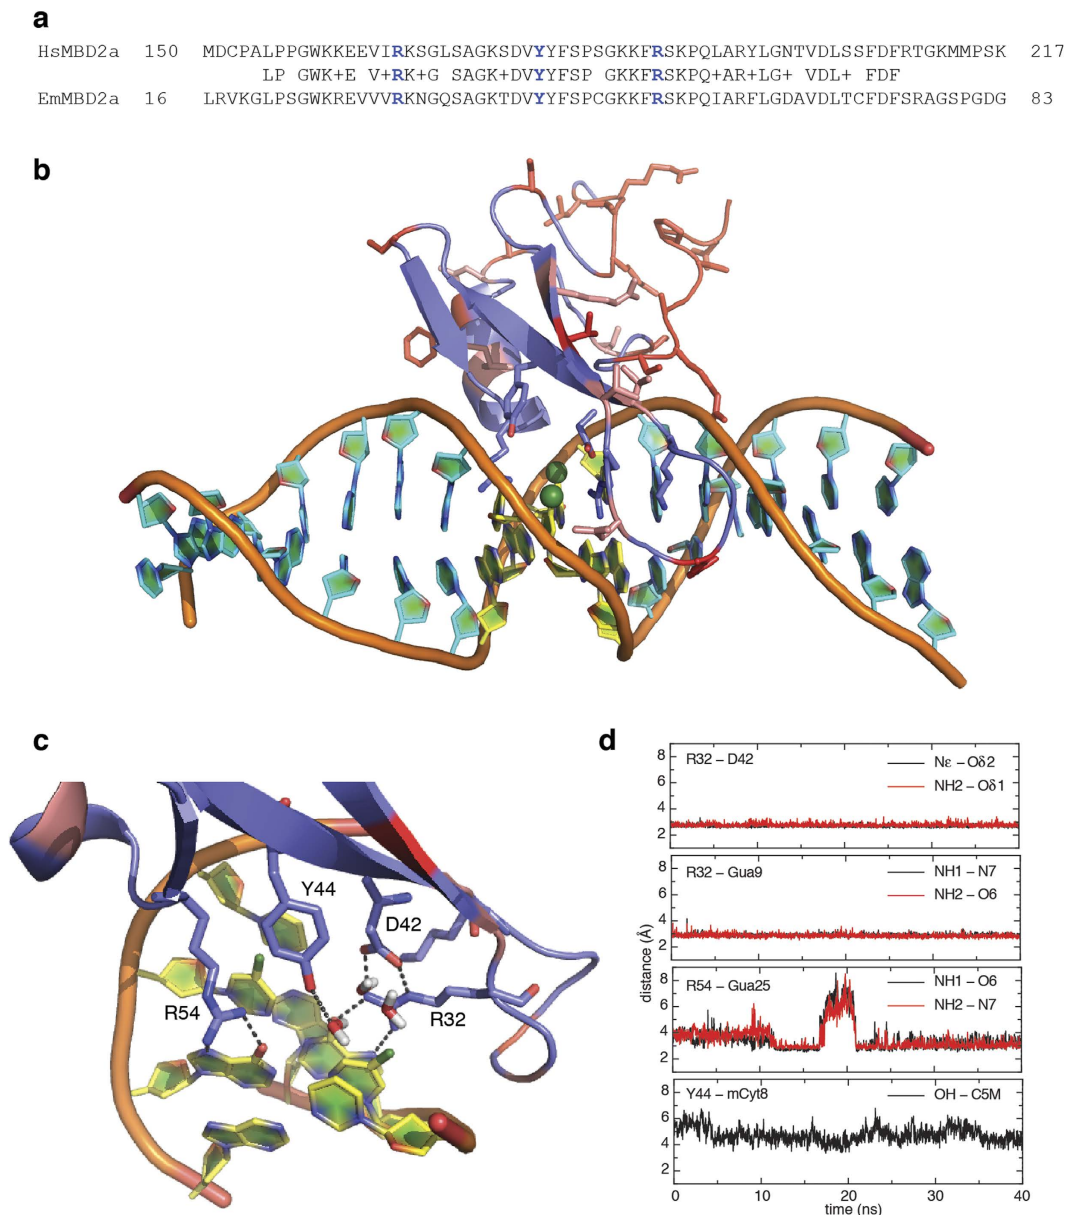 a
HsMBD2a 150 MDCPALPPGWKKEEVIRKSGLSAGKSDVYYFSPSGKKFRSKPQLARYLGNTVDLSSFDFRTGKMMPSK 217
LP GWK+E V+RK+G SAGK+DVYYFSP GKKFRSKPQ+AR+LG+ VDL+ FDF
EmMBD2a 16 LRVKGLPSGWKREVVVRKNGQSAGKTDVYYFSPCGKKFRSKPQIARFLGDAVDLTCFDFSRAGSPGDG 83
b
c
Y44
D42
R54
R32
d
R32 – D42
Nε – Oδ2
NH2 – Oδ1
8
6
4
2
R32 – Gua9
NH1 – N7
NH2 – O6
8
6
4
2
R54 – Gua25
NH1 – O6
NH2 – N7
8
6
4
2
Y44 – mCyt8
OH – C5M
8
6
4
2
distance (Å)
0 10 20 30 40
time (ns)